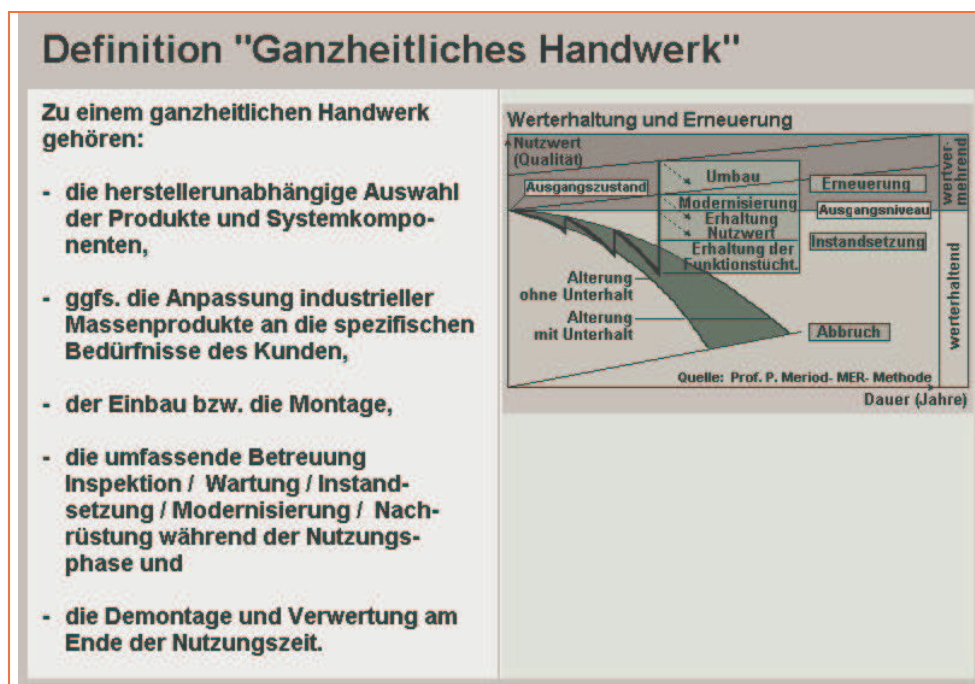 Definition "Ganzheitliches Handwerk"
Zu einem ganzheitlichen Handwerk
gehören:
- die herstellerunabhängige Auswahl
der Produkte und Systemkompo-
nenten,
- ggfs. die Anpassung industrieller
Massenprodukte an die spezifischen
Bedürfnisse des Kunden,
- der Einbau bzw. die Montage,
- die umfassende Betreuung
Inspektion / Wartung / Instand-
setzung / Modernisierung / Nach-
rüstung während der Nutzungs-
phase und
- die Demontage und Verwertung am
Ende der Nutzungszeit.
Werterhaltung und Erneuerung
Nutzwert
(Qualität)
Ausgangszustand
Umbau
Modernisierung
Erhaltung
Nutzwert
Erhaltung der
Funktionstücht.
Erneuerung
Ausgangsniveau
Instandsetzung
Alterung
ohne Unterhalt
Alterung
mit Unterhalt
Abbruch
wertver-
mehrend
werterhaltend
Quelle: Prof. P. Meriod- MER- Methode
Dauer (Jahre)